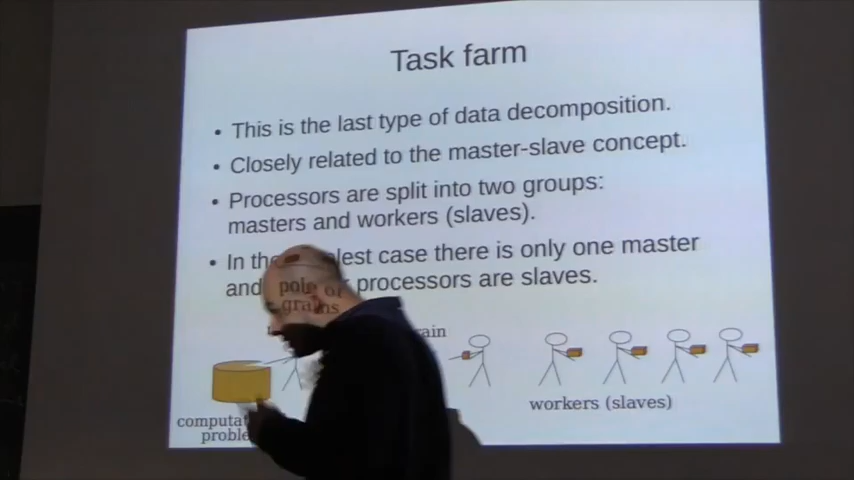 Task farm
• This is the last type of data decomposition.
• Closely related to the master-slave concept.
• Processors are split into two groups:
masters and workers (slaves).
• In the lest case there is only one master
and processors are slaves.
pole of
grains
computat
proble
workers (slaves)